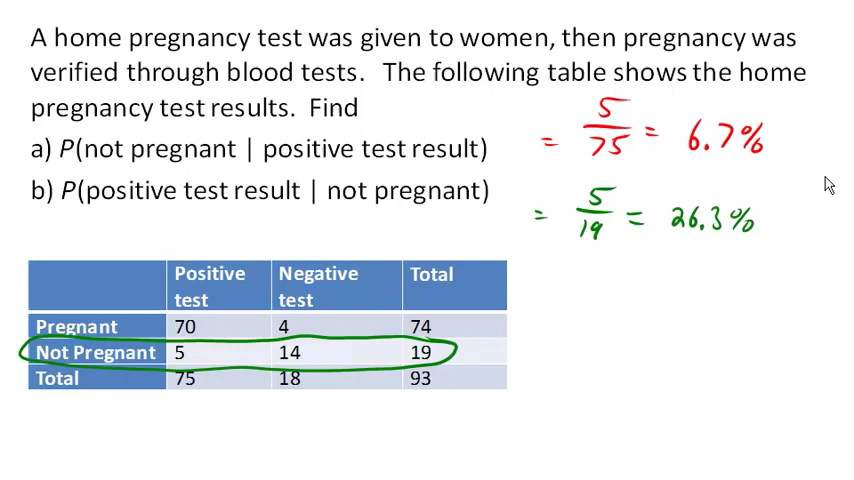 A home pregnancy test was given to women, then pregnancy was
verified through blood tests. The following table shows the home
pregnancy test results. Find
a) P(not pregnant | positive test result) = 5/75 = 6.7%
b) P(positive test result | not pregnant) = 5/19 = 26.3%
Positive test Negative test Total
Pregnant 70 4 74
Not Pregnant 5 14 19
Total 75 18 93